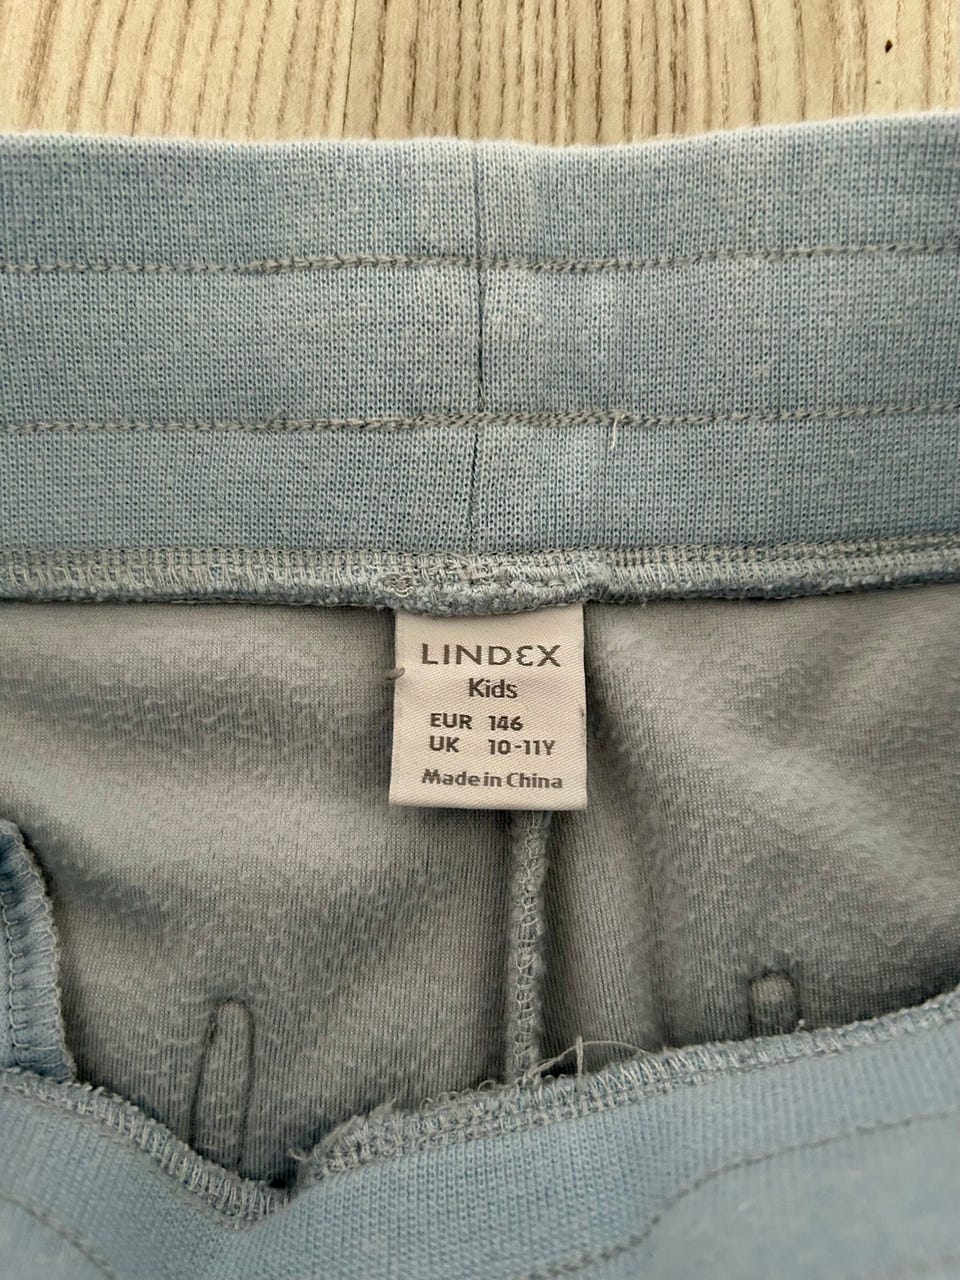 LINDEX
Kids
EUR 146
UK 10-11Y
Made in China